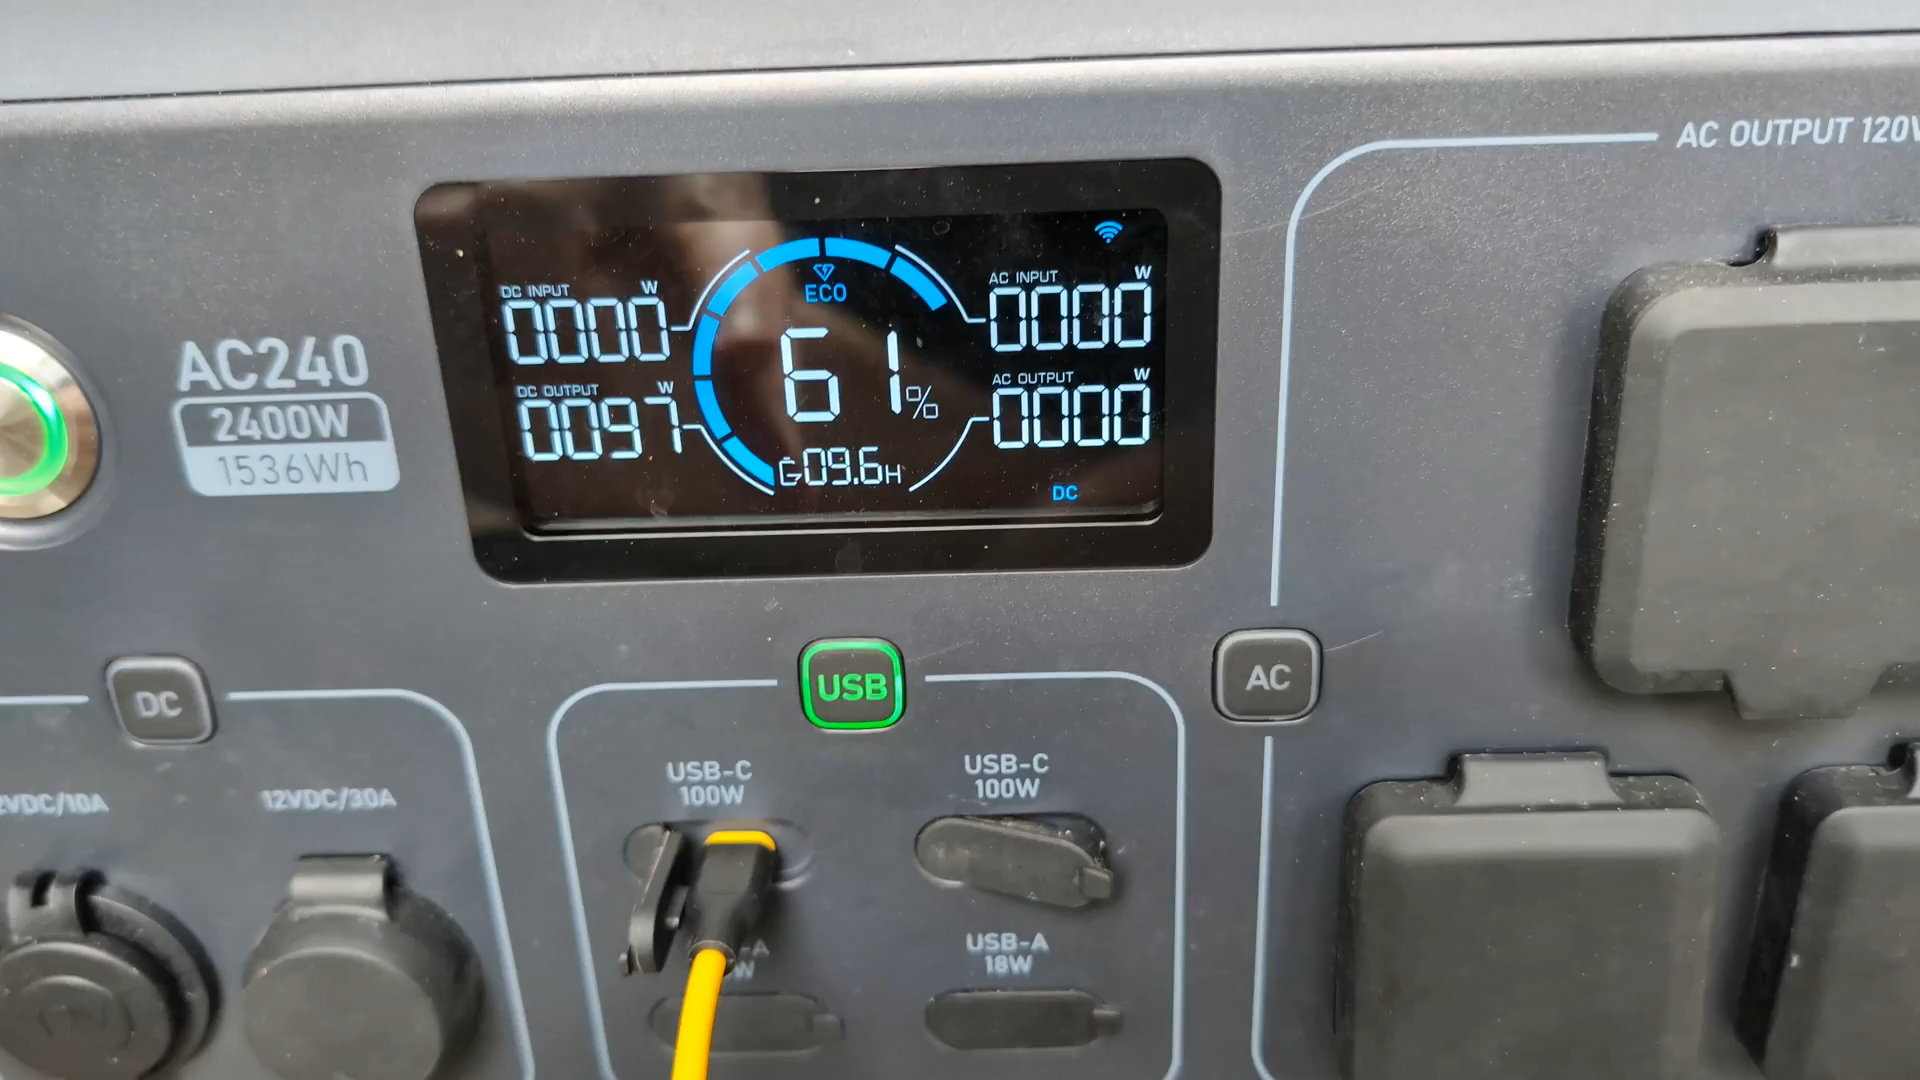 AC OUTPUT 120V
DC INPUT W
0000
ECO
AC INPUT W
0000
AC240
2400W
1536Wh
61%
DC OUTPUT W
0097
AC OUTPUT W
0000
09.6H
DC
DC
USB
AC
12VDC/30A
USB-C
100W
USB-C
100W
USB-A
18W